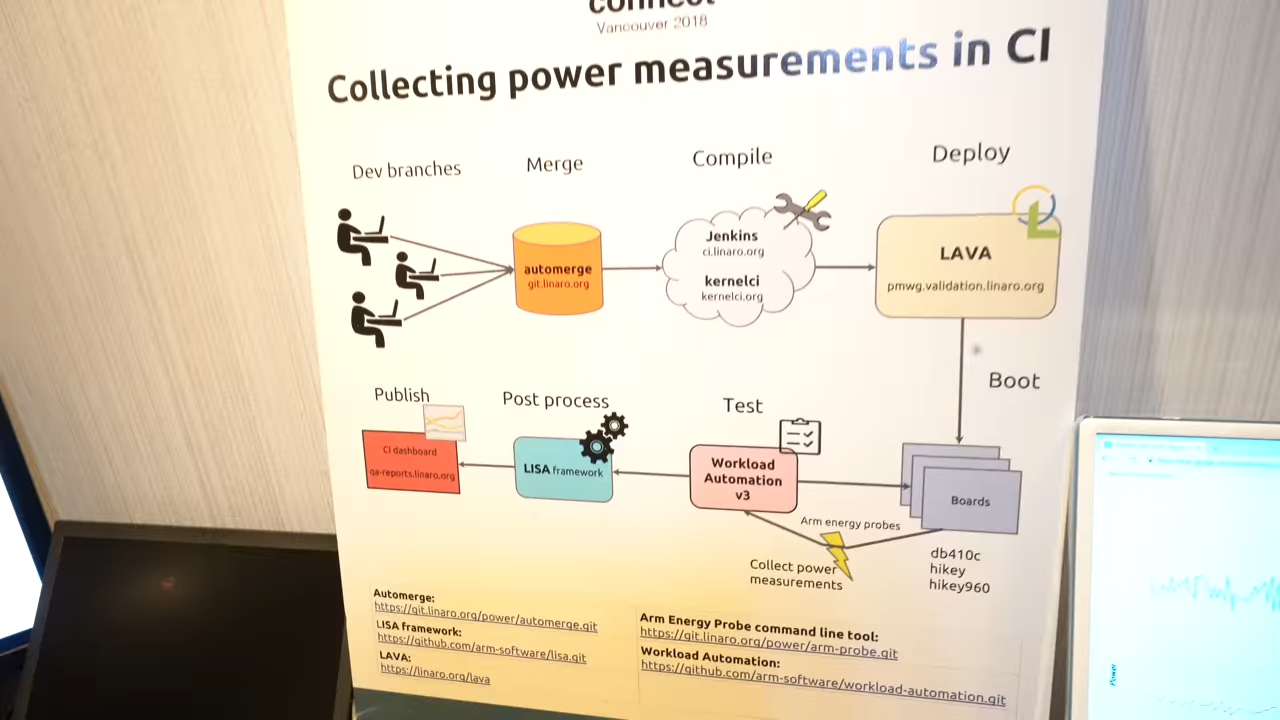 connect
Vancouver 2018
Collecting power measurements in CI
Dev branches
Merge
Compile
Deploy
automerge
git.linaro.org
Jenkins
ci.linaro.org
kernelci
kernelci.org
LAVA
pmwg.validation.linaro.org
Boot
Publish
Post process
Test
CI dashboard
qa-reports.linaro.org
LISA framework
Workload
Automation
v3
Boards
Arm energy probes
Collect power
measurements
db410c
hikey
hikey960
Automerge:
https://git.linaro.org/power/automerge.git
LISA framework:
https://github.com/arm-software/lisa.git
LAVA:
https://linaro.org/lava
Arm Energy Probe command line tool:
https://git.linaro.org/power/arm-probe.git
Workload Automation:
https://github.com/arm-software/workload-automation.git
Power